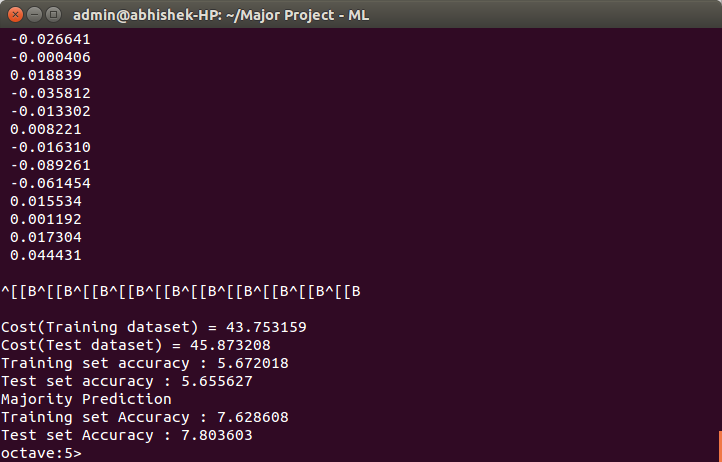 admin@abhishek-HP: ~/Major Project - ML
-0.026641
-0.000406
0.018839
-0.035812
-0.013302
0.008221
-0.016310
-0.089261
-0.061454
0.015534
0.001192
0.017304
0.044431
^[[B^[[B^[[B^[[B^[[B^[[B^[[B^[[B^[[B^[[B^[[B
Cost(Training dataset) = 43.753159
Cost(Test dataset) = 45.873208
Training set accuracy : 5.672018
Test set accuracy : 5.655627
Majority Prediction
Training set Accuracy : 7.628608
Test set Accuracy : 7.803603
octave:5>